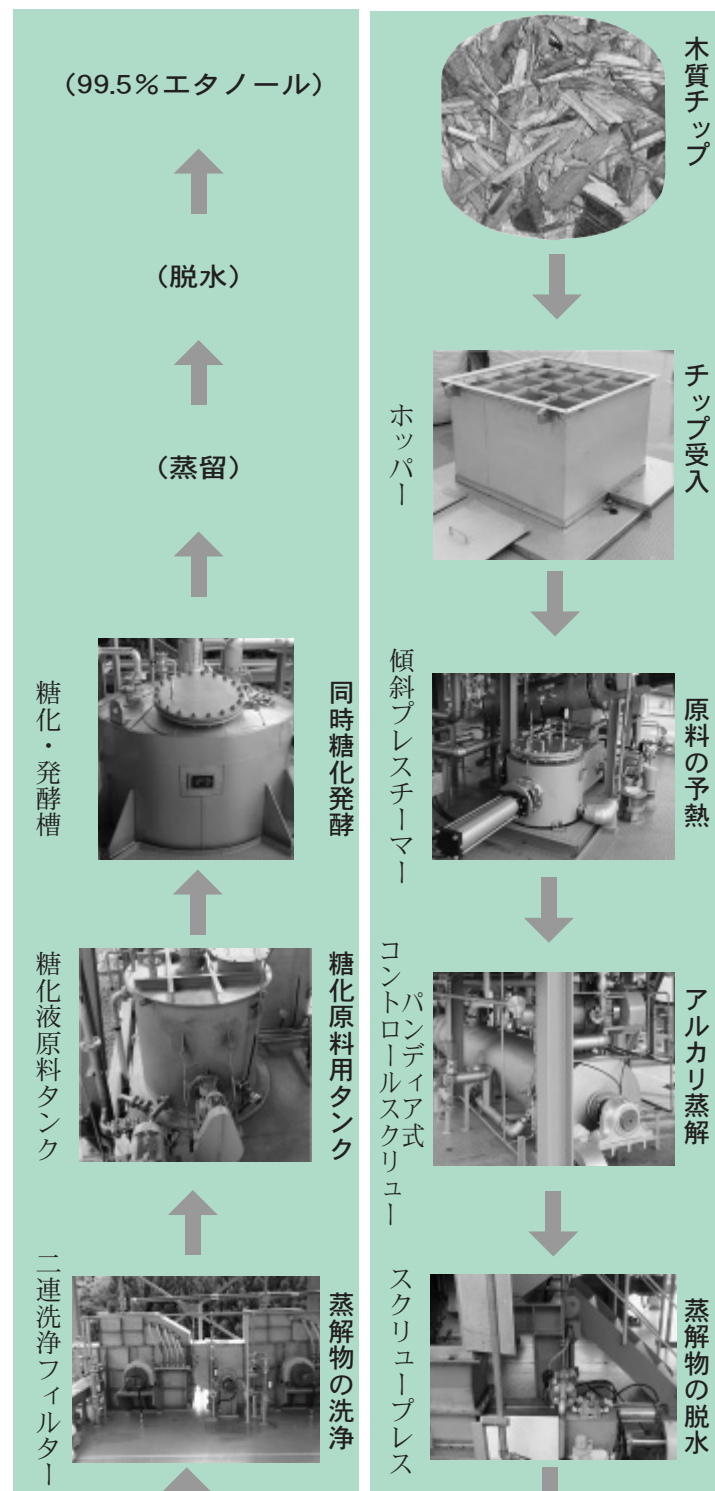 木質チップ
チップ受入
ホッパー
原料の予熱
傾斜プレスチーマー
アルカリ蒸解
パンディア式
コントロールスクリュー
蒸解物の脱水
スクリュープレス
蒸解物の洗浄
二連洗浄フィルター
糖化原料用タンク
糖化液原料タンク
同時糖化発酵
糖化・発酵槽
（蒸留）
（脱水）
（99.5％エタノール）